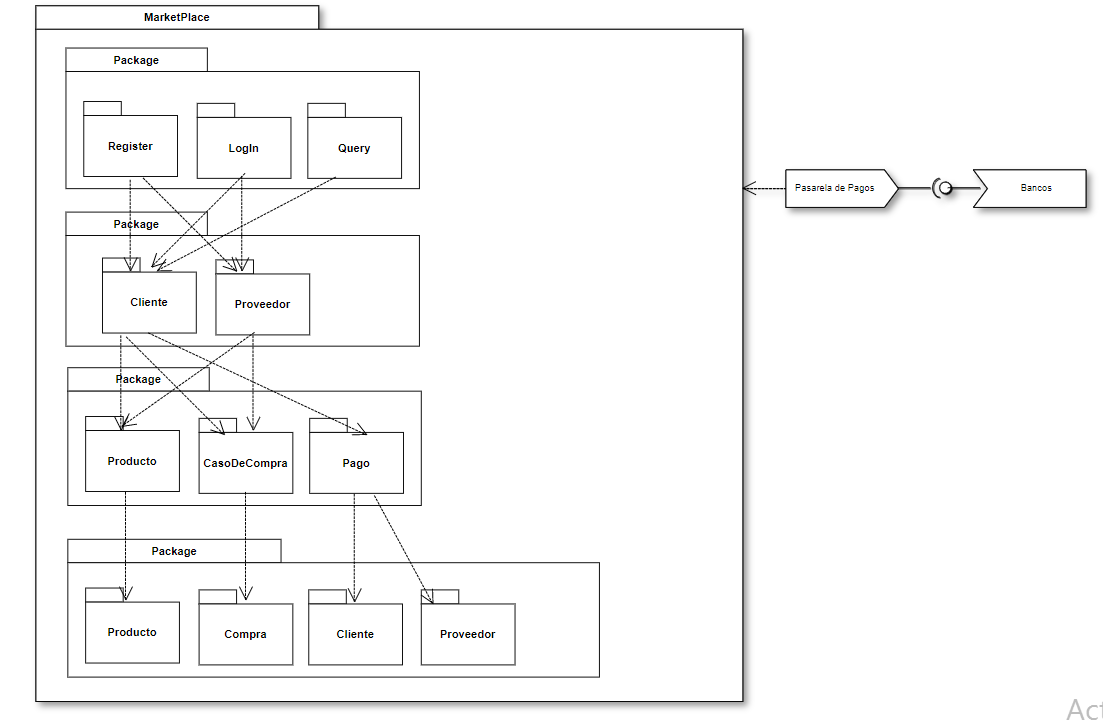 MarketPlace
Package
Register
LogIn
Query
Pasarela de Pagos
Bancos
Package
Cliente
Proveedor
Package
Producto
CasoDeCompra
Pago
Package
Producto
Compra
Cliente
Proveedor